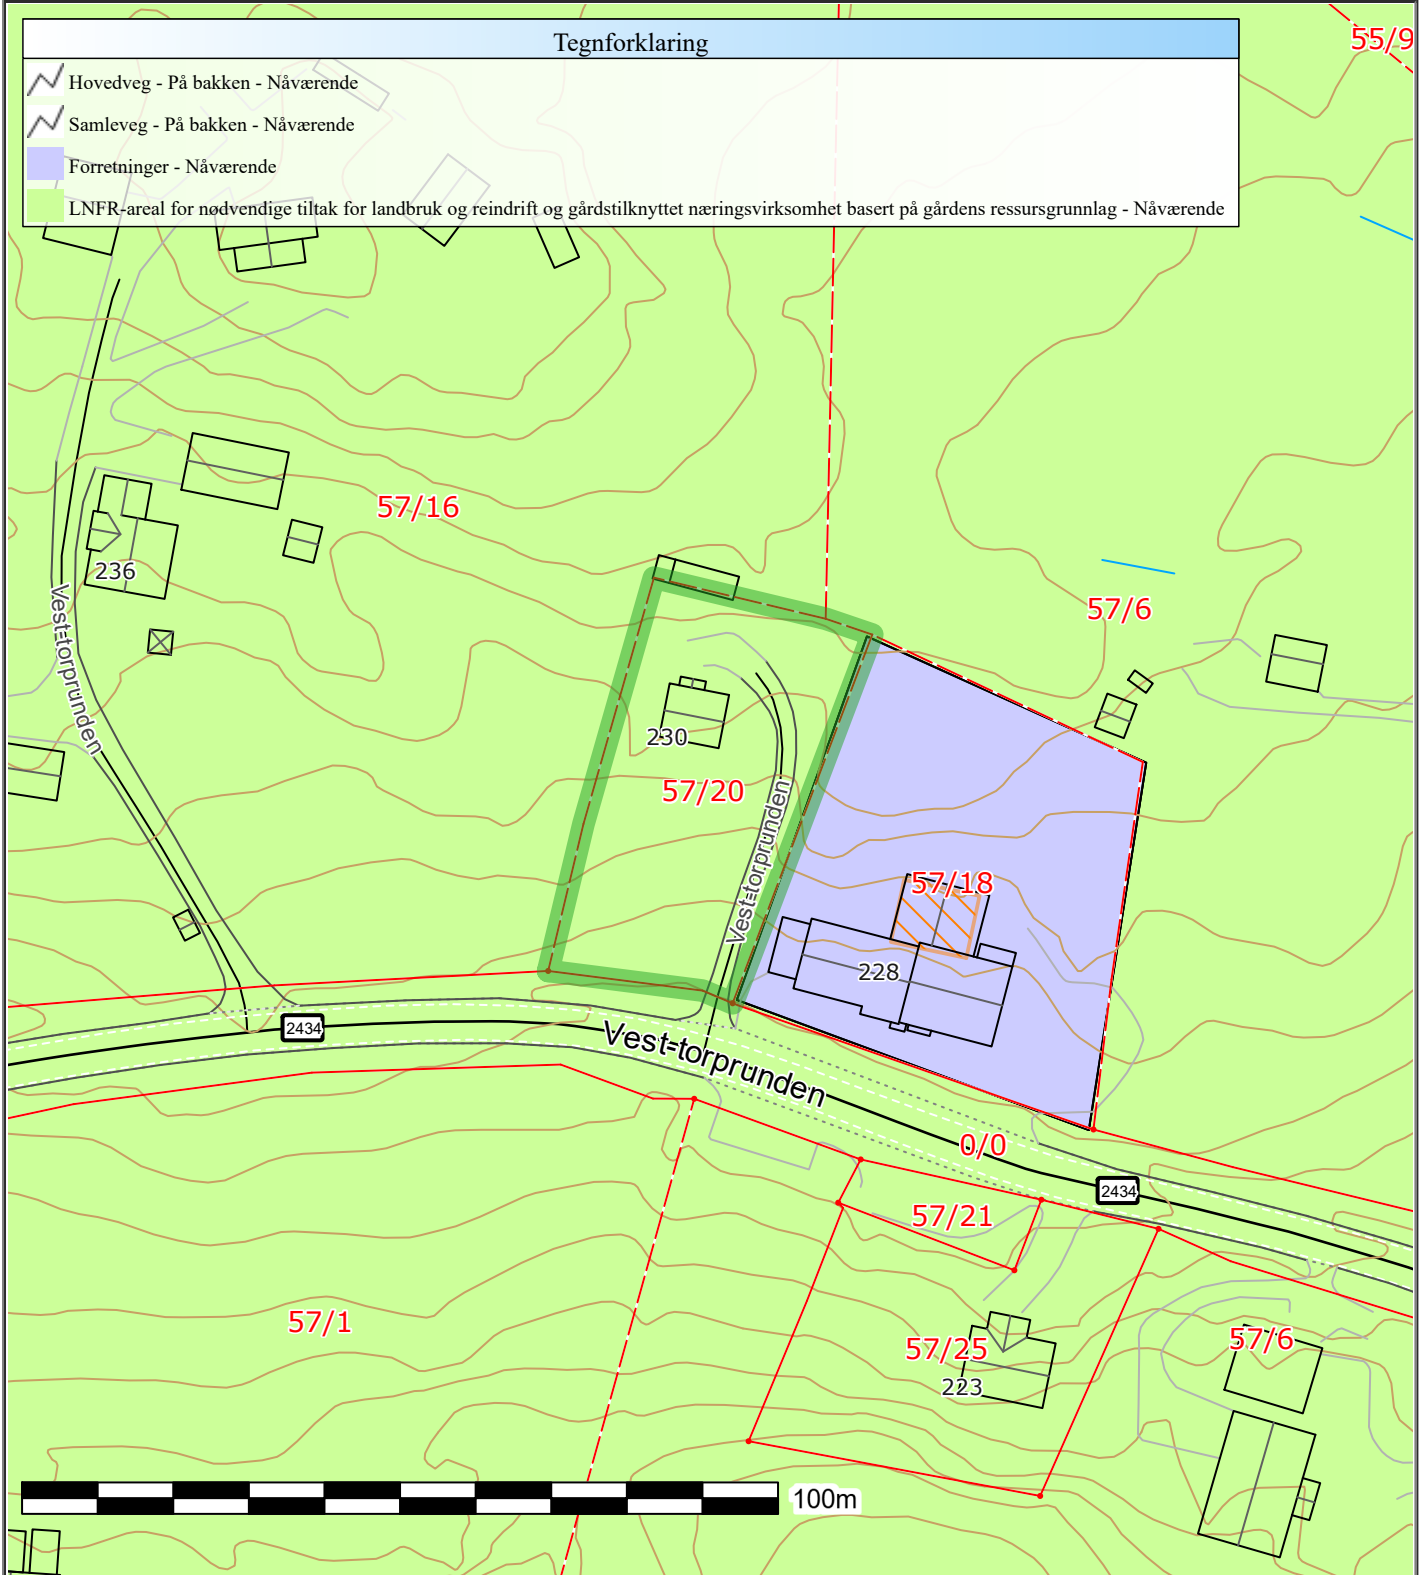 Tegnforklaring
Hovedveg - På bakken - Nåværende
Samleveg - På bakken - Nåværende
Forretninger - Nåværende
LNFR-areal for nødvendige tiltak for landbruk og reindrift og gårdstilknyttet næringsvirksomhet basert på gårdens ressursgrunnlag - Nåværende
55/9
57/16
236
Vest-torprunden
57/6
230
57/20
Vest-torprunden
57/18
228
2434
Vest-torprunden
0/0
2434
57/21
57/1
57/25
57/6
223
100m